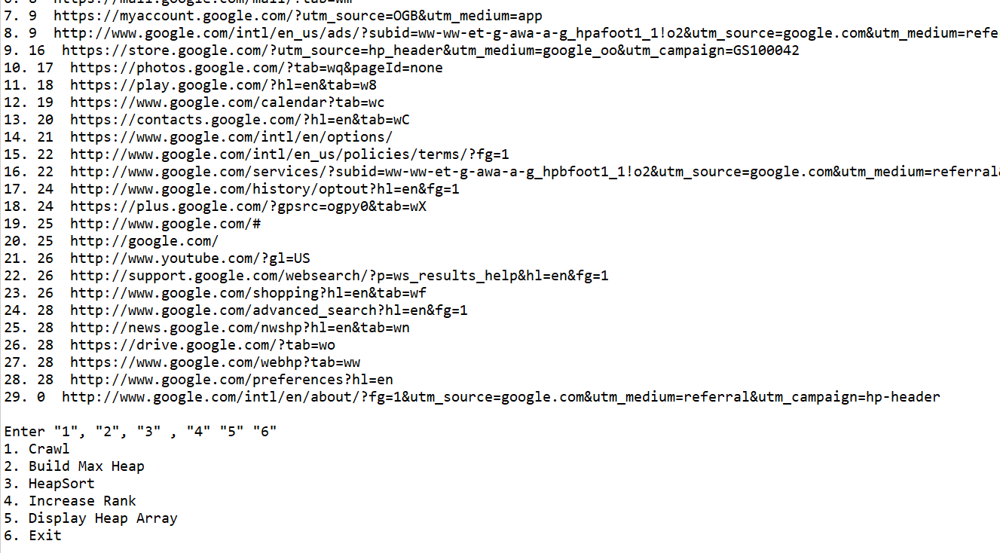 7. 9  https://myaccount.google.com/?utm_source=OGB&utm_medium=app
8. 9  http://www.google.com/intl/en_us/ads/?subid=ww-ww-et-g-awa-a-g_hpafoot1_1!o2&utm_source=google.com&utm_medium=refe
9. 16  https://store.google.com/?utm_source=hp_header&utm_medium=google_oo&utm_campaign=GS100042
10. 17  https://photos.google.com/?tab=wq&pageId=none
11. 18  https://play.google.com/?hl=en&tab=w8
12. 19  https://www.google.com/calendar?tab=wc
13. 20  https://contacts.google.com/?hl=en&tab=wC
14. 21  https://www.google.com/intl/en/options/
15. 22  http://www.google.com/intl/en_us/policies/terms/?fg=1
16. 22  http://www.google.com/services/?subid=ww-ww-et-g-awa-a-g_hpbfoot1_1!o2&utm_source=google.com&utm_medium=referral&
17. 24  http://www.google.com/history/optout?hl=en&fg=1
18. 24  https://plus.google.com/?gpsrc=ogpy0&tab=wX
19. 25  http://www.google.com/#
20. 25  http://google.com/
21. 26  http://www.youtube.com/?gl=US
22. 26  http://support.google.com/websearch/?p=ws_results_help&hl=en&fg=1
23. 26  http://www.google.com/shopping?hl=en&tab=wf
24. 28  http://www.google.com/advanced_search?hl=en&fg=1
25. 28  http://news.google.com/nwshp?hl=en&tab=wn
26. 28  https://drive.google.com/?tab=wo
27. 28  https://www.google.com/webhp?tab=ww
28. 28  http://www.google.com/preferences?hl=en
29. 0  http://www.google.com/intl/en/about/?fg=1&utm_source=google.com&utm_medium=referral&utm_campaign=hp-header
Enter "1", "2", "3" , "4" "5" "6"
1. Crawl
2. Build Max Heap
3. HeapSort
4. Increase Rank
5. Display Heap Array
6. Exit